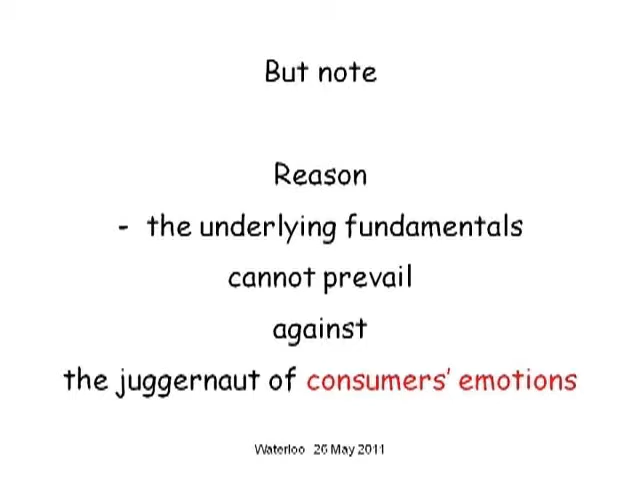 But note
Reason
- the underlying fundamentals
cannot prevail
against
the juggernaut of consumers' emotions
Waterloo 26 May 2011